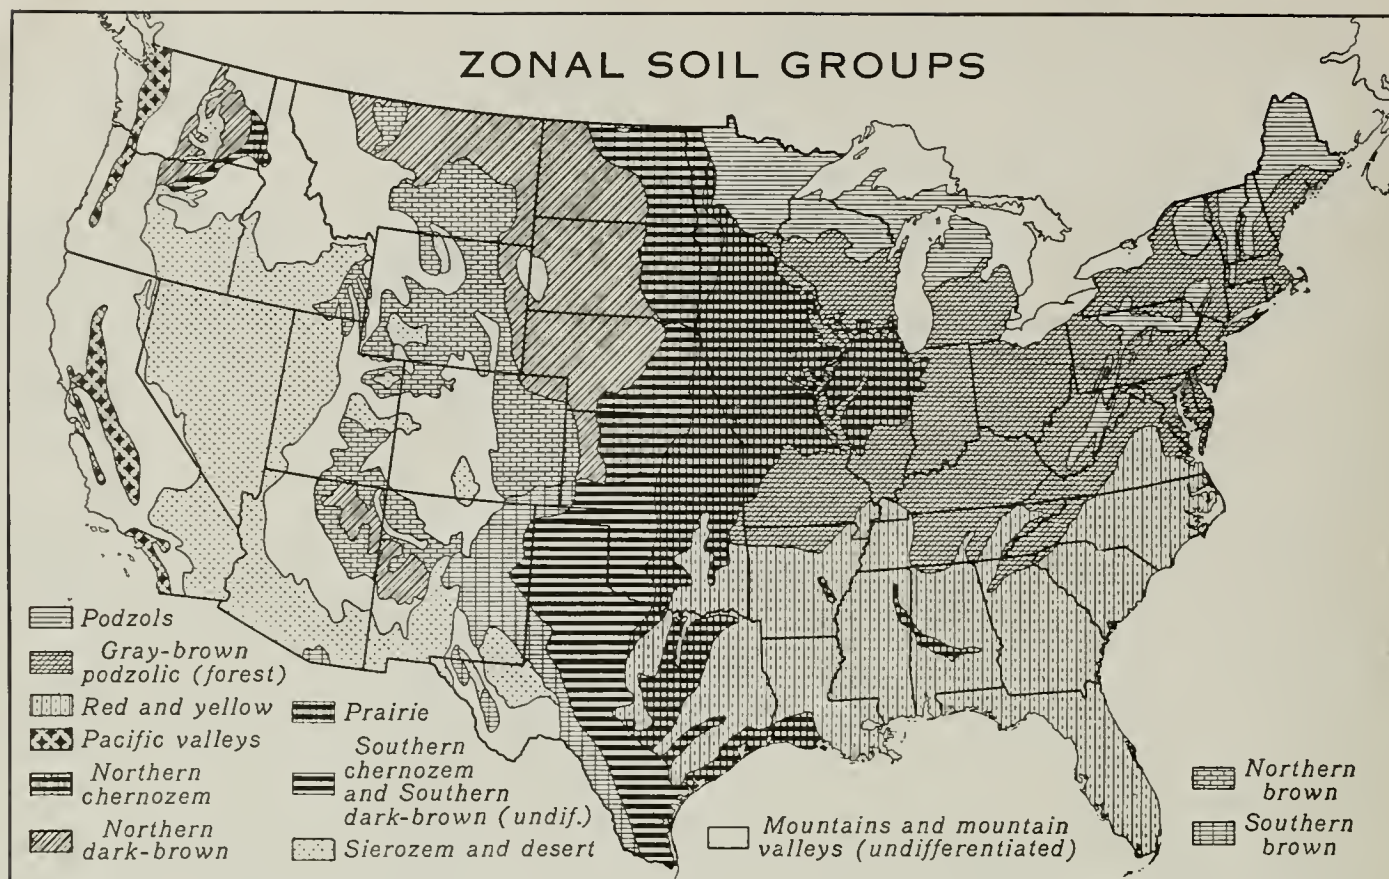 ZONAL SOIL GROUPS
Podzols
Gray-brown
podzolic (forest)
Red and yellow
Pacific valleys
Northern
chernozem
Northern
dark-brown
Prairie
Southern
chernozem
and Southern
dark-brown (undif.)
Sierozem and desert
Mountains and mountain
valleys (undifferentiated)
Northern
brown
Southern
brown